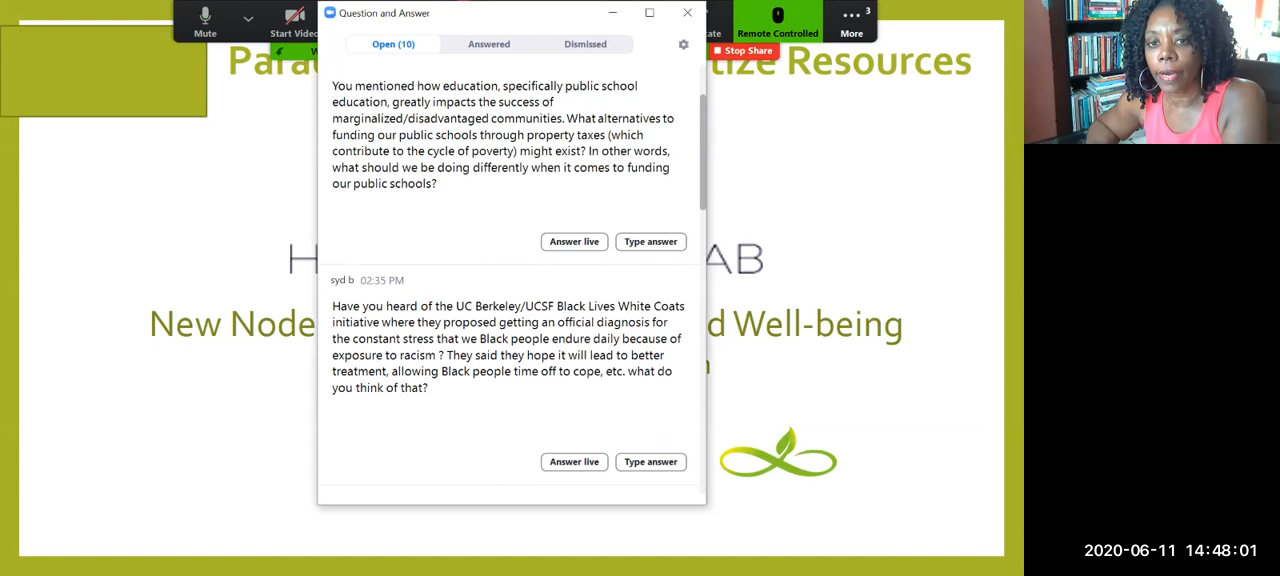 Mute
Start Video
Question and Answer
Remote Controlled
3
More
Stop Share
Open (10)
Answered
Dismissed
Resources
You mentioned how education, specifically public school
education, greatly impacts the success of
marginalized/disadvantaged communities. What alternatives to
funding our public schools through property taxes (which
contribute to the cycle of poverty) might exist? In other words,
what should we be doing differently when it comes to funding
our public schools?
Answer live
Type answer
H
AB
syd b 02:35 PM
New Node
Well-being
Have you heard of the UC Berkeley/UCSF Black Lives White Coats
initiative where they proposed getting an official diagnosis for
the constant stress that we Black people endure daily because of
exposure to racism ? They said they hope it will lead to better
treatment, allowing Black people time off to cope, etc. what do
you think of that?
Answer live
Type answer
2020-06-11 14:48:01